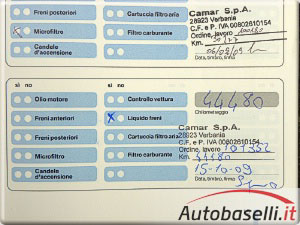 Freni posteriori
Cartuccia filtro aria
Microfiltro
Filtro carburante
Candele
d'accensione
Camar S.p.A.
28923 Verbania
C.F. e P. IVA 00802610154
Ordine, lavoro
Km.
Data, timbro, firma
si no
si no
Olio motore
Controllo vettura
44480
Chilometraggio
Freni anteriori
x
Liquido freni
Camar S.p.A.
28923 Verbania
C.F. e P. IVA 00802610154
Freni posteriori
Cartuccia filtro aria
Ordine, lavoro
Microfiltro
Filtro carburante
Km. 44480
Candele
d'accensione
15-10-09
Data, timbro, firma
Autobaselli.it